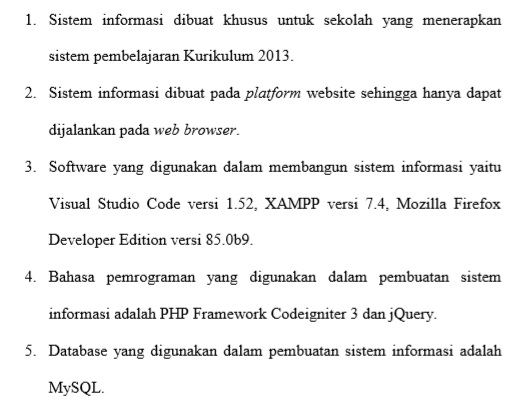 1. Sistem informasi dibuat khusus untuk sekolah yang menerapkan
sistem pembelajaran Kurikulum 2013.
2. Sistem informasi dibuat pada platform website sehingga hanya dapat
dijalankan pada web browser.
3. Software yang digunakan dalam membangun sistem informasi yaitu
Visual Studio Code versi 1.52, XAMPP versi 7.4, Mozilla Firefox
Developer Edition versi 85.0b9.
4. Bahasa pemrograman yang digunakan dalam pembuatan sistem
informasi adalah PHP Framework Codeigniter 3 dan jQuery.
5. Database yang digunakan dalam pembuatan sistem informasi adalah
MySQL.